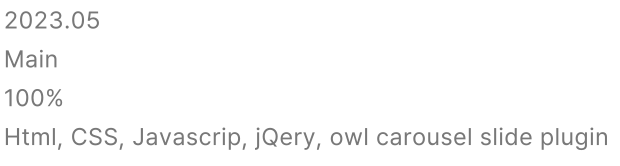 2023.05
Main
100%
Html, CSS, Javascrip, jQery, owl carousel slide plugin